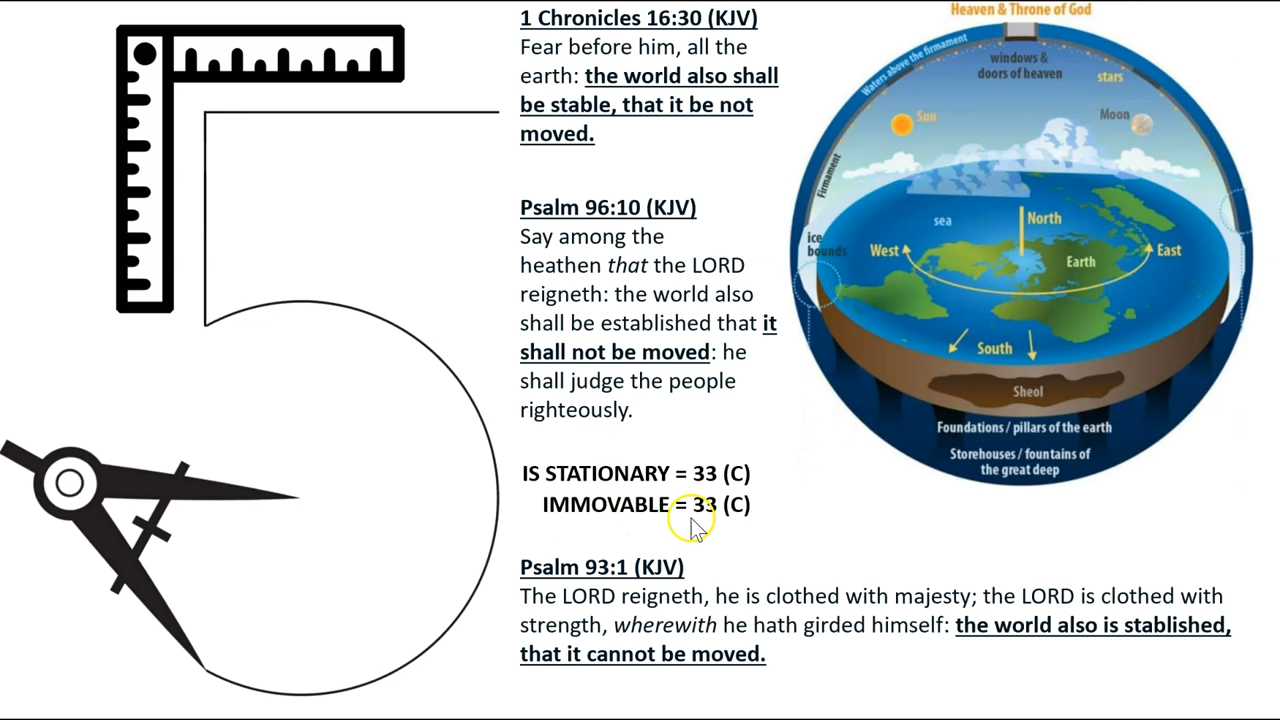 1 Chronicles 16:30 (KJV)
Fear before him, all the
earth: the world also shall
be stable, that it be not
moved.
Psalm 96:10 (KJV)
Say among the
heathen that the LORD
reigneth: the world also
shall be established that it
shall not be moved: he
shall judge the people
righteously.
IS STATIONARY = 33 (C)
IMMOVABLE = 33 (C)
Psalm 93:1 (KJV)
The LORD reigneth, he is clothed with majesty; the LORD is clothed with
strength, wherewith he hath girded himself: the world also is stablished,
that it cannot be moved.
Heaven & Throne of God
Waters above the firmament
windows &
doors of heaven
stars
Sun
Moon
Firmament
sea
North
ice
bounds
West
East
Earth
South
Sheol
Foundations / pillars of the earth
Storehouses / fountains of
the great deep